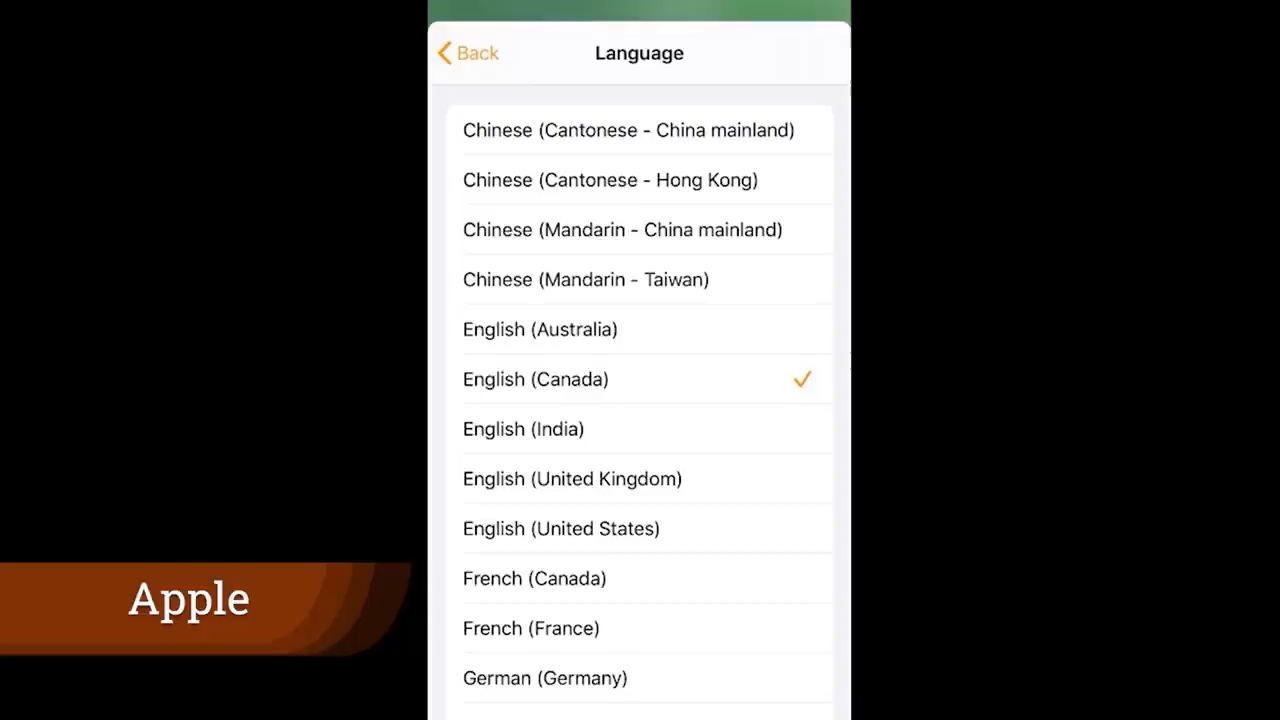 Back
Language
Chinese (Cantonese - China mainland)
Chinese (Cantonese - Hong Kong)
Chinese (Mandarin - China mainland)
Chinese (Mandarin - Taiwan)
English (Australia)
English (Canada)
English (India)
English (United Kingdom)
English (United States)
French (Canada)
French (France)
German (Germany)
Apple